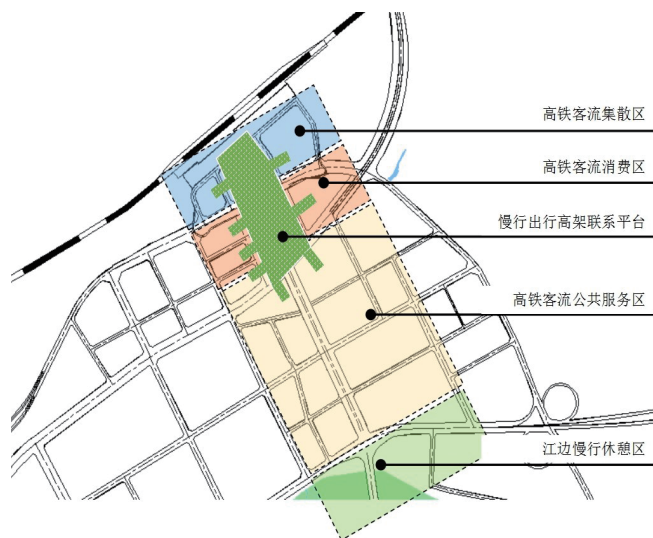 高铁客流集散区
高铁客流消费区
慢行出行高架联系平台
高铁客流公共服务区
江边慢行休憩区